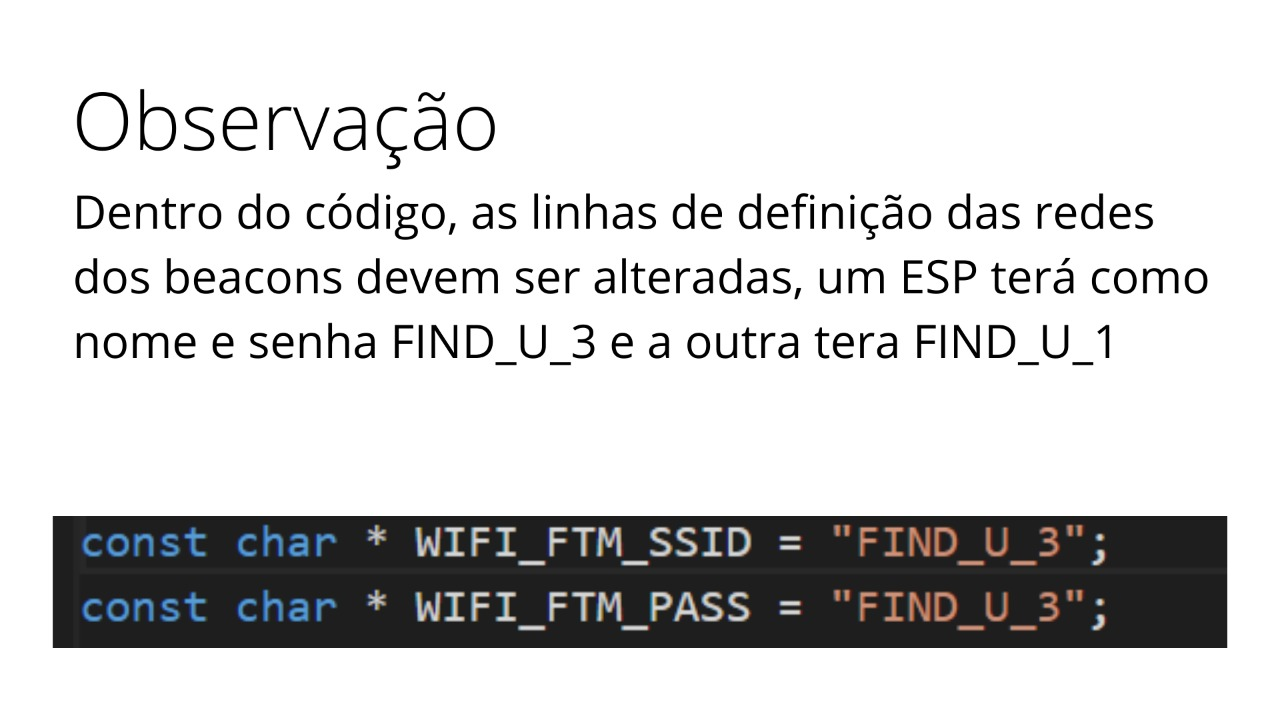 Observação
Dentro do código, as linhas de definição das redes
dos beacons devem ser alteradas, um ESP terá como
nome e senha FIND_U_3 e a outra tera FIND_U_1
const char * WIFI_FTM_SSID = "FIND_U_3";
const char * WIFI_FTM_PASS = "FIND_U_3";